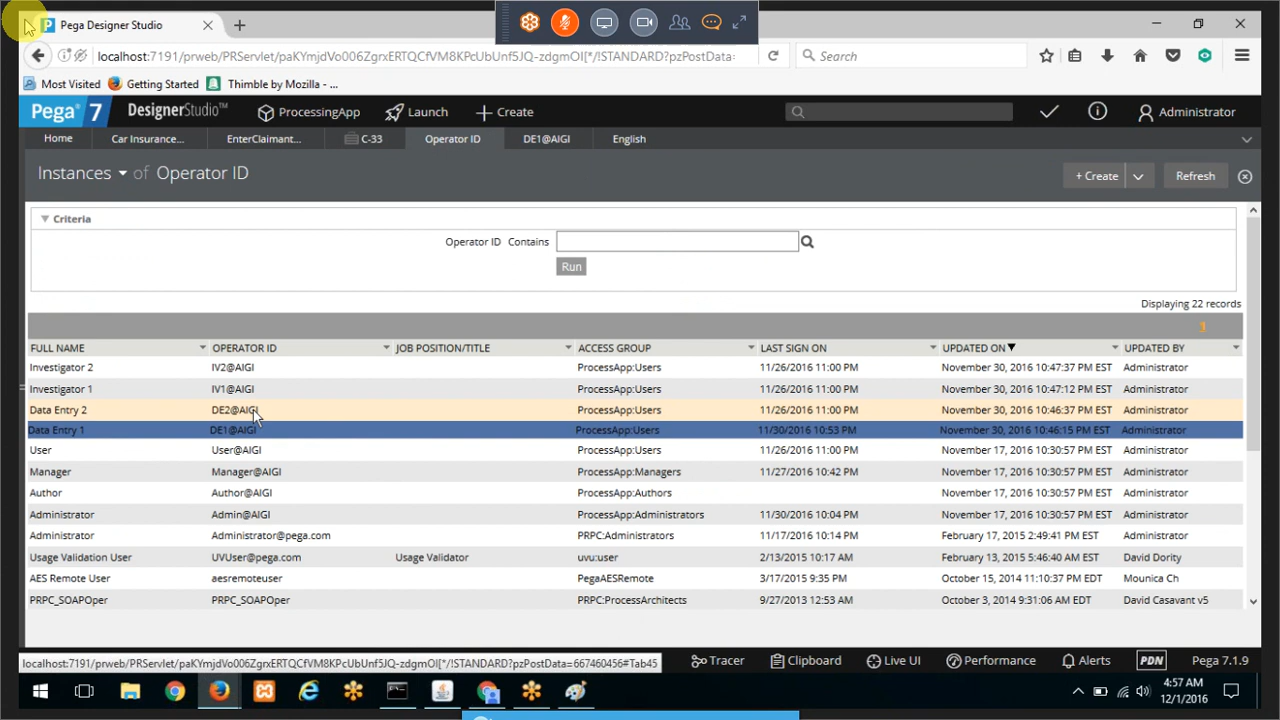 Pega Designer Studio
localhost:7191/prweb/PRServlet/paKYmjdVo006ZgrxERTQCfVM8KPcUbUnf5JQ-zdgmOI[*/!STANDARD?pzPostData=
Search
Most Visited Getting Started Thimble by Mozilla - ...
Pega 7 DesignerStudio™ ProcessingApp Launch Create Administrator
Home Car Insurance... EnterClaimant... C-33 Operator ID DE1@AIGI English
Instances of Operator ID + Create Refresh
Criteria
Operator ID Contains
Run
Displaying 22 records
1
FULL NAME OPERATOR ID JOB POSITION/TITLE ACCESS GROUP LAST SIGN ON UPDATED ON UPDATED BY
Investigator 2 IV2@AIGI ProcessApp:Users 11/26/2016 11:00 PM November 30, 2016 10:47:37 PM EST Administrator
Investigator 1 IV1@AIGI ProcessApp:Users 11/26/2016 11:00 PM November 30, 2016 10:47:12 PM EST Administrator
Data Entry 2 DE2@AIGI ProcessApp:Users 11/26/2016 11:00 PM November 30, 2016 10:46:37 PM EST Administrator
Data Entry 1 DE1@AIGI ProcessApp:Users 11/30/2016 10:53 PM November 30, 2016 10:46:15 PM EST Administrator
User User@AIGI ProcessApp:Users 11/26/2016 11:00 PM November 17, 2016 10:30:57 PM EST Administrator
Manager Manager@AIGI ProcessApp:Managers 11/27/2016 10:42 PM November 17, 2016 10:30:57 PM EST Administrator
Author Author@AIGI ProcessApp:Authors November 17, 2016 10:30:57 PM EST Administrator
Administrator Admin@AIGI ProcessApp:Administrators 11/30/2016 10:04 PM November 17, 2016 10:30:57 PM EST Administrator
Administrator Administrator@pega.com PRPC:Administrators 11/17/2016 10:14 PM February 17, 2015 2:49:41 PM EST Administrator
Usage Validation User UVUser@pega.com Usage Validator uvu:user 2/13/2015 10:17 AM February 13, 2015 5:46:40 AM EST David Dority
AES Remote User aesremoteuser PegaAESRemote 3/17/2015 9:35 PM October 15, 2014 11:10:37 PM EDT Mounica Ch
PRPC_SOAPOper PRPC_SOAPOper PRPC:ProcessArchitects 9/27/2013 12:53 AM October 3, 2014 9:31:06 AM EDT David Casavant v5
localhost:7191/prweb/PRServlet/paKYmjdVo006ZgrxERTQCfVM8KPcUbUnf5JQ-zdgmOI[*/!STANDARD?pzPostData=667460456#Tab45
Tracer Clipboard Live UI Performance Alerts PDN Pega 7.1.9
4:57 AM
12/1/2016